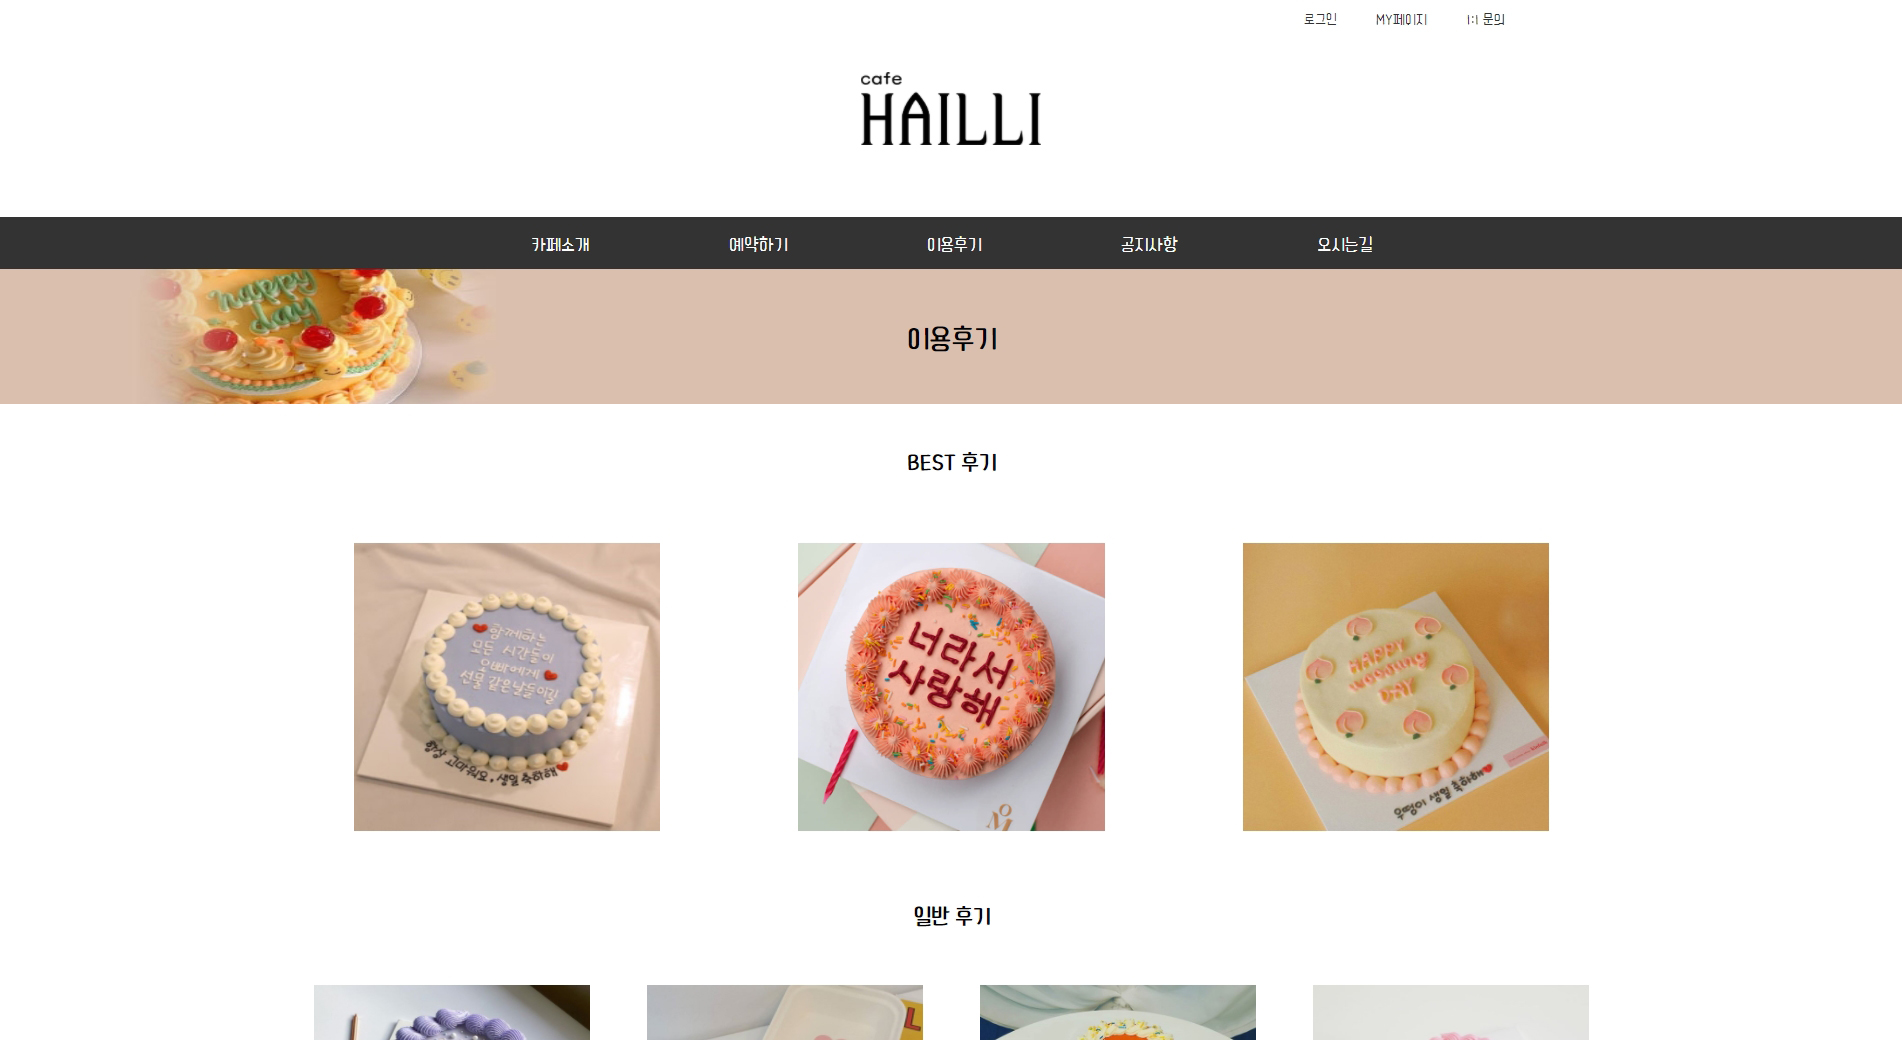 로그인 MY페이지 1:1 문의
cafe
HAILLI
카페소개 예약하기 이용후기 공지사항 오시는길
happy
day
이용후기
BEST 후기
함께하는
모든 시간들이
오빠에게
선물 같은날들이길
항상 고마워요. 생일 축하해
너라서
사랑해
HAPPY
DAY
우떵이 생일 축하해
일반 후기